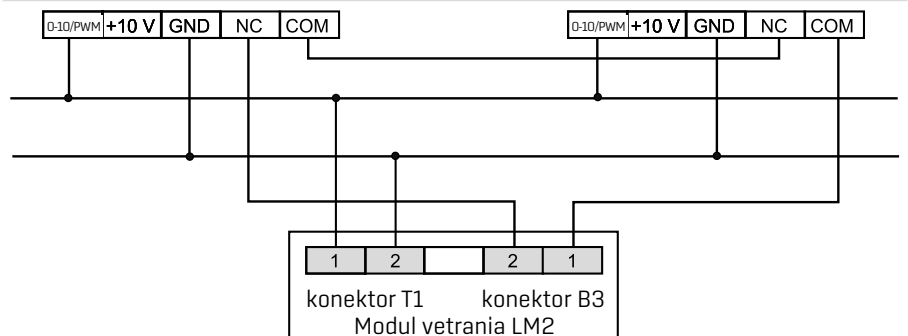 0-10/PWM +10 V GND NC COM 0-10/PWM +10 V GND NC COM
1 2 2 1
konektor T1 konektor B3
Modul vetrania LM2